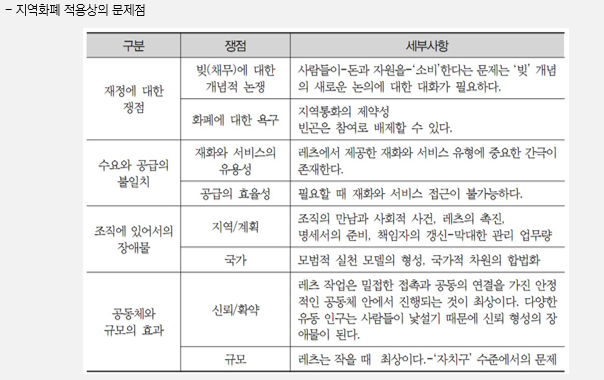 - 지역화폐 적용상의 문제점
구분 쟁점 세부사항
재정에 대한
쟁점
빚(채무)에 대한
개념적 논쟁
사람들이-돈과 자원을-‘소비’한다는 문제는 ‘빚’ 개념
의 새로운 논의에 대한 대화가 필요하다.
화폐에 대한 욕구
지역통화의 제약성
빈곤은 참여로 배제할 수 있다.
수요와 공급의
불일치
재화와 서비스의
유용성
레츠에서 제공한 재화와 서비스 유형에 중요한 간극이
존재한다.
공급의 효율성
필요할 때 재화와 서비스 접근이 불가능하다.
조직에 있어서의
장애물
지역/계획
조직의 만남과 사회적 사건, 레츠의 촉진,
명세서의 준비, 책임자의 갱신-막대한 관리 업무량
국가
모범적 실천 모델의 형성, 국가적 차원의 합법화
공동체와
규모의 효과
신뢰/확약
레츠 작업은 밀접한 접촉과 공동의 연결을 가진 안정
적인 공동체 안에서 진행되는 것이 최상이다. 다양한
유동 인구는 사람들이 낯설기 때문에 신뢰 형성의 장
애물이 된다.
규모
레츠는 작을 때 최상이다.-‘자치구’ 수준에서의 문제